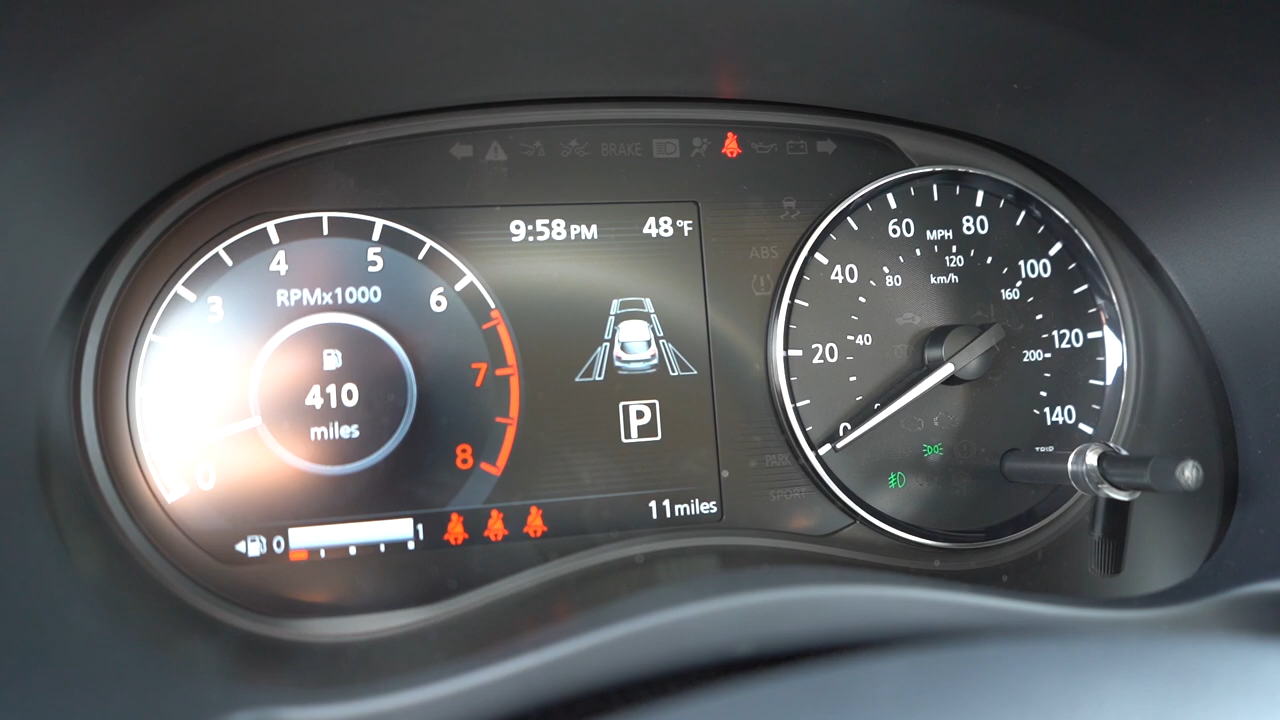 BRAKE
9:58 PM 48°F
3 4 5 6 7 8
RPMx1000
410
miles
0
0 1
11 miles
P
ABS
PARK
SPORT
0 20 40 60 80 100 120 140
MPH
40 80 120 160 200
km/h
TRIP